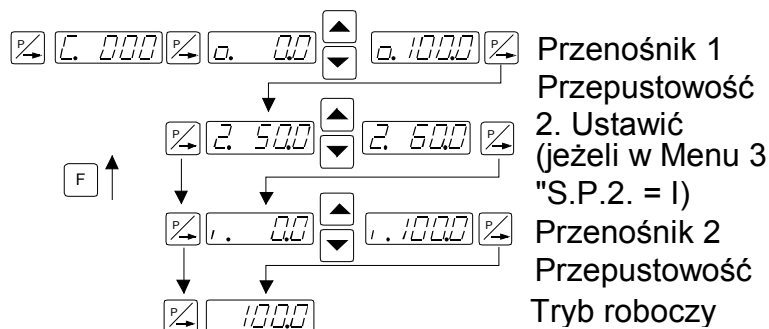 P C. 000 P o. 0.0 o. 100.0 P Przenośnik 1
Przepustowość
P 2. 50.0 2. 60.0 P 2. Ustawić
(jeżeli w Menu 3
F "S.P.2. = I)
P ı. 0.0 ı. 100.0 P Przenośnik 2
Przepustowość
P 100.0 Tryb roboczy